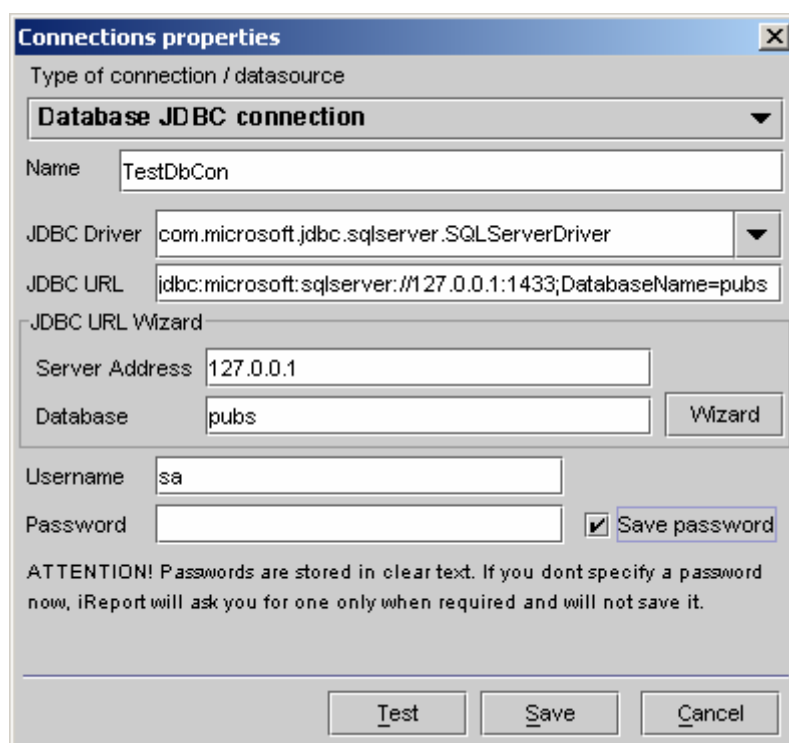 Connections properties
Type of connection / datasource
Database JDBC connection
Name TestDbCon
JDBC Driver com.microsoft.jdbc.sqlserver.SQLServerDriver
JDBC URL jdbc:microsoft:sqlserver://127.0.0.1:1433;DatabaseName=pubs
JDBC URL Wizard
Server Address 127.0.0.1
Database pubs Wizard
Username sa
Password Save password
ATTENTION! Passwords are stored in clear text. If you dont specify a password
now, iReport will ask you for one only when required and will not save it.
Test Save Cancel